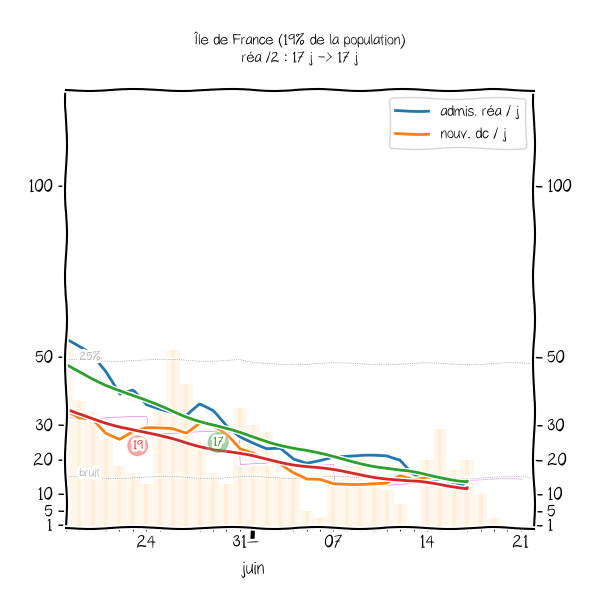 Île de France (19% de la population)
réa /2 : 17 j -> 17 j
admis. réa / j
nouv. dc / j
100 100
50 50
25%
30 30
19
17
20 20
bruit
10 10
5 5
1 1
24 31 07 14 21
juin